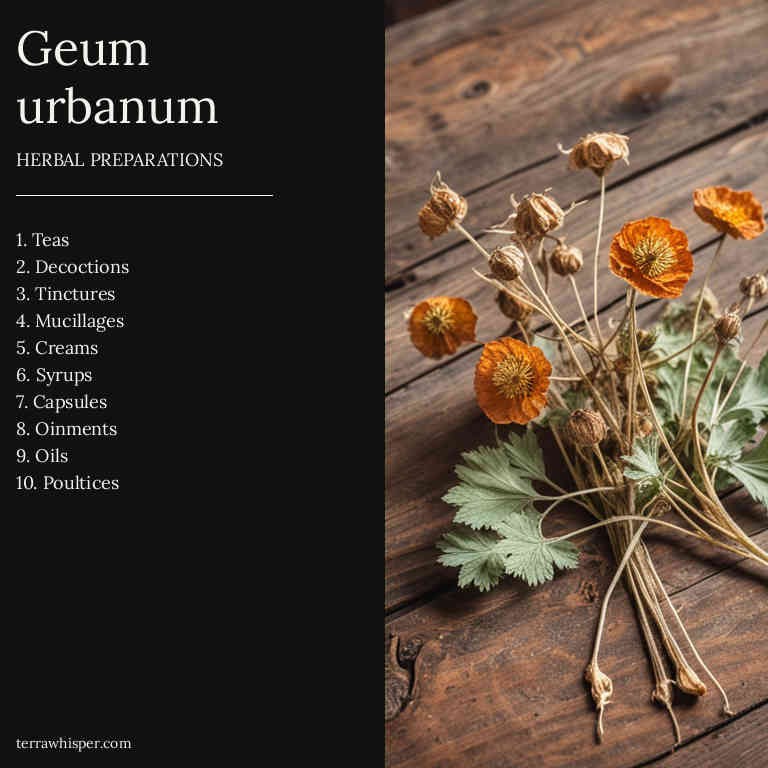 Geum
urbanum
HERBAL PREPARATIONS
1. Teas
2. Decoctions
3. Tinctures
4. Mucillages
5. Creams
6. Syrups
7. Capsules
8. Oinments
9. Oils
10. Poultices
terrawhisper.com